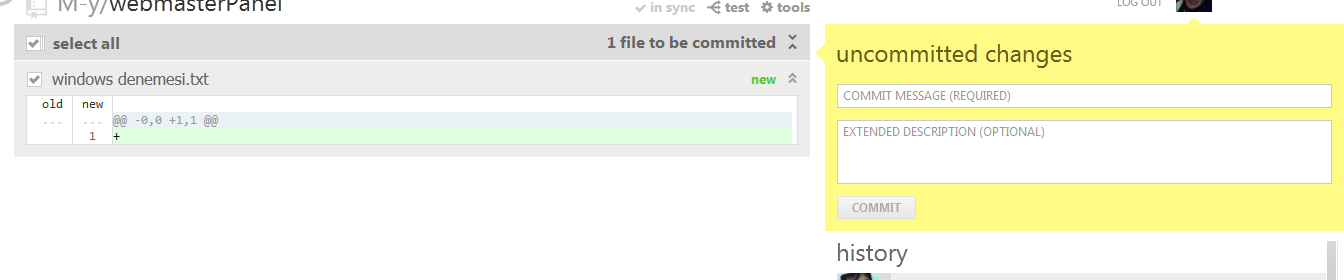 M-y/webmasterPanel
in sync test tools
LOG OUT
select all 1 file to be committed
windows denemesi.txt new
old new
... ... @@ -0,0 +1,1 @@
1 +
uncommitted changes
COMMIT MESSAGE (REQUIRED)
EXTENDED DESCRIPTION (OPTIONAL)
COMMIT
history